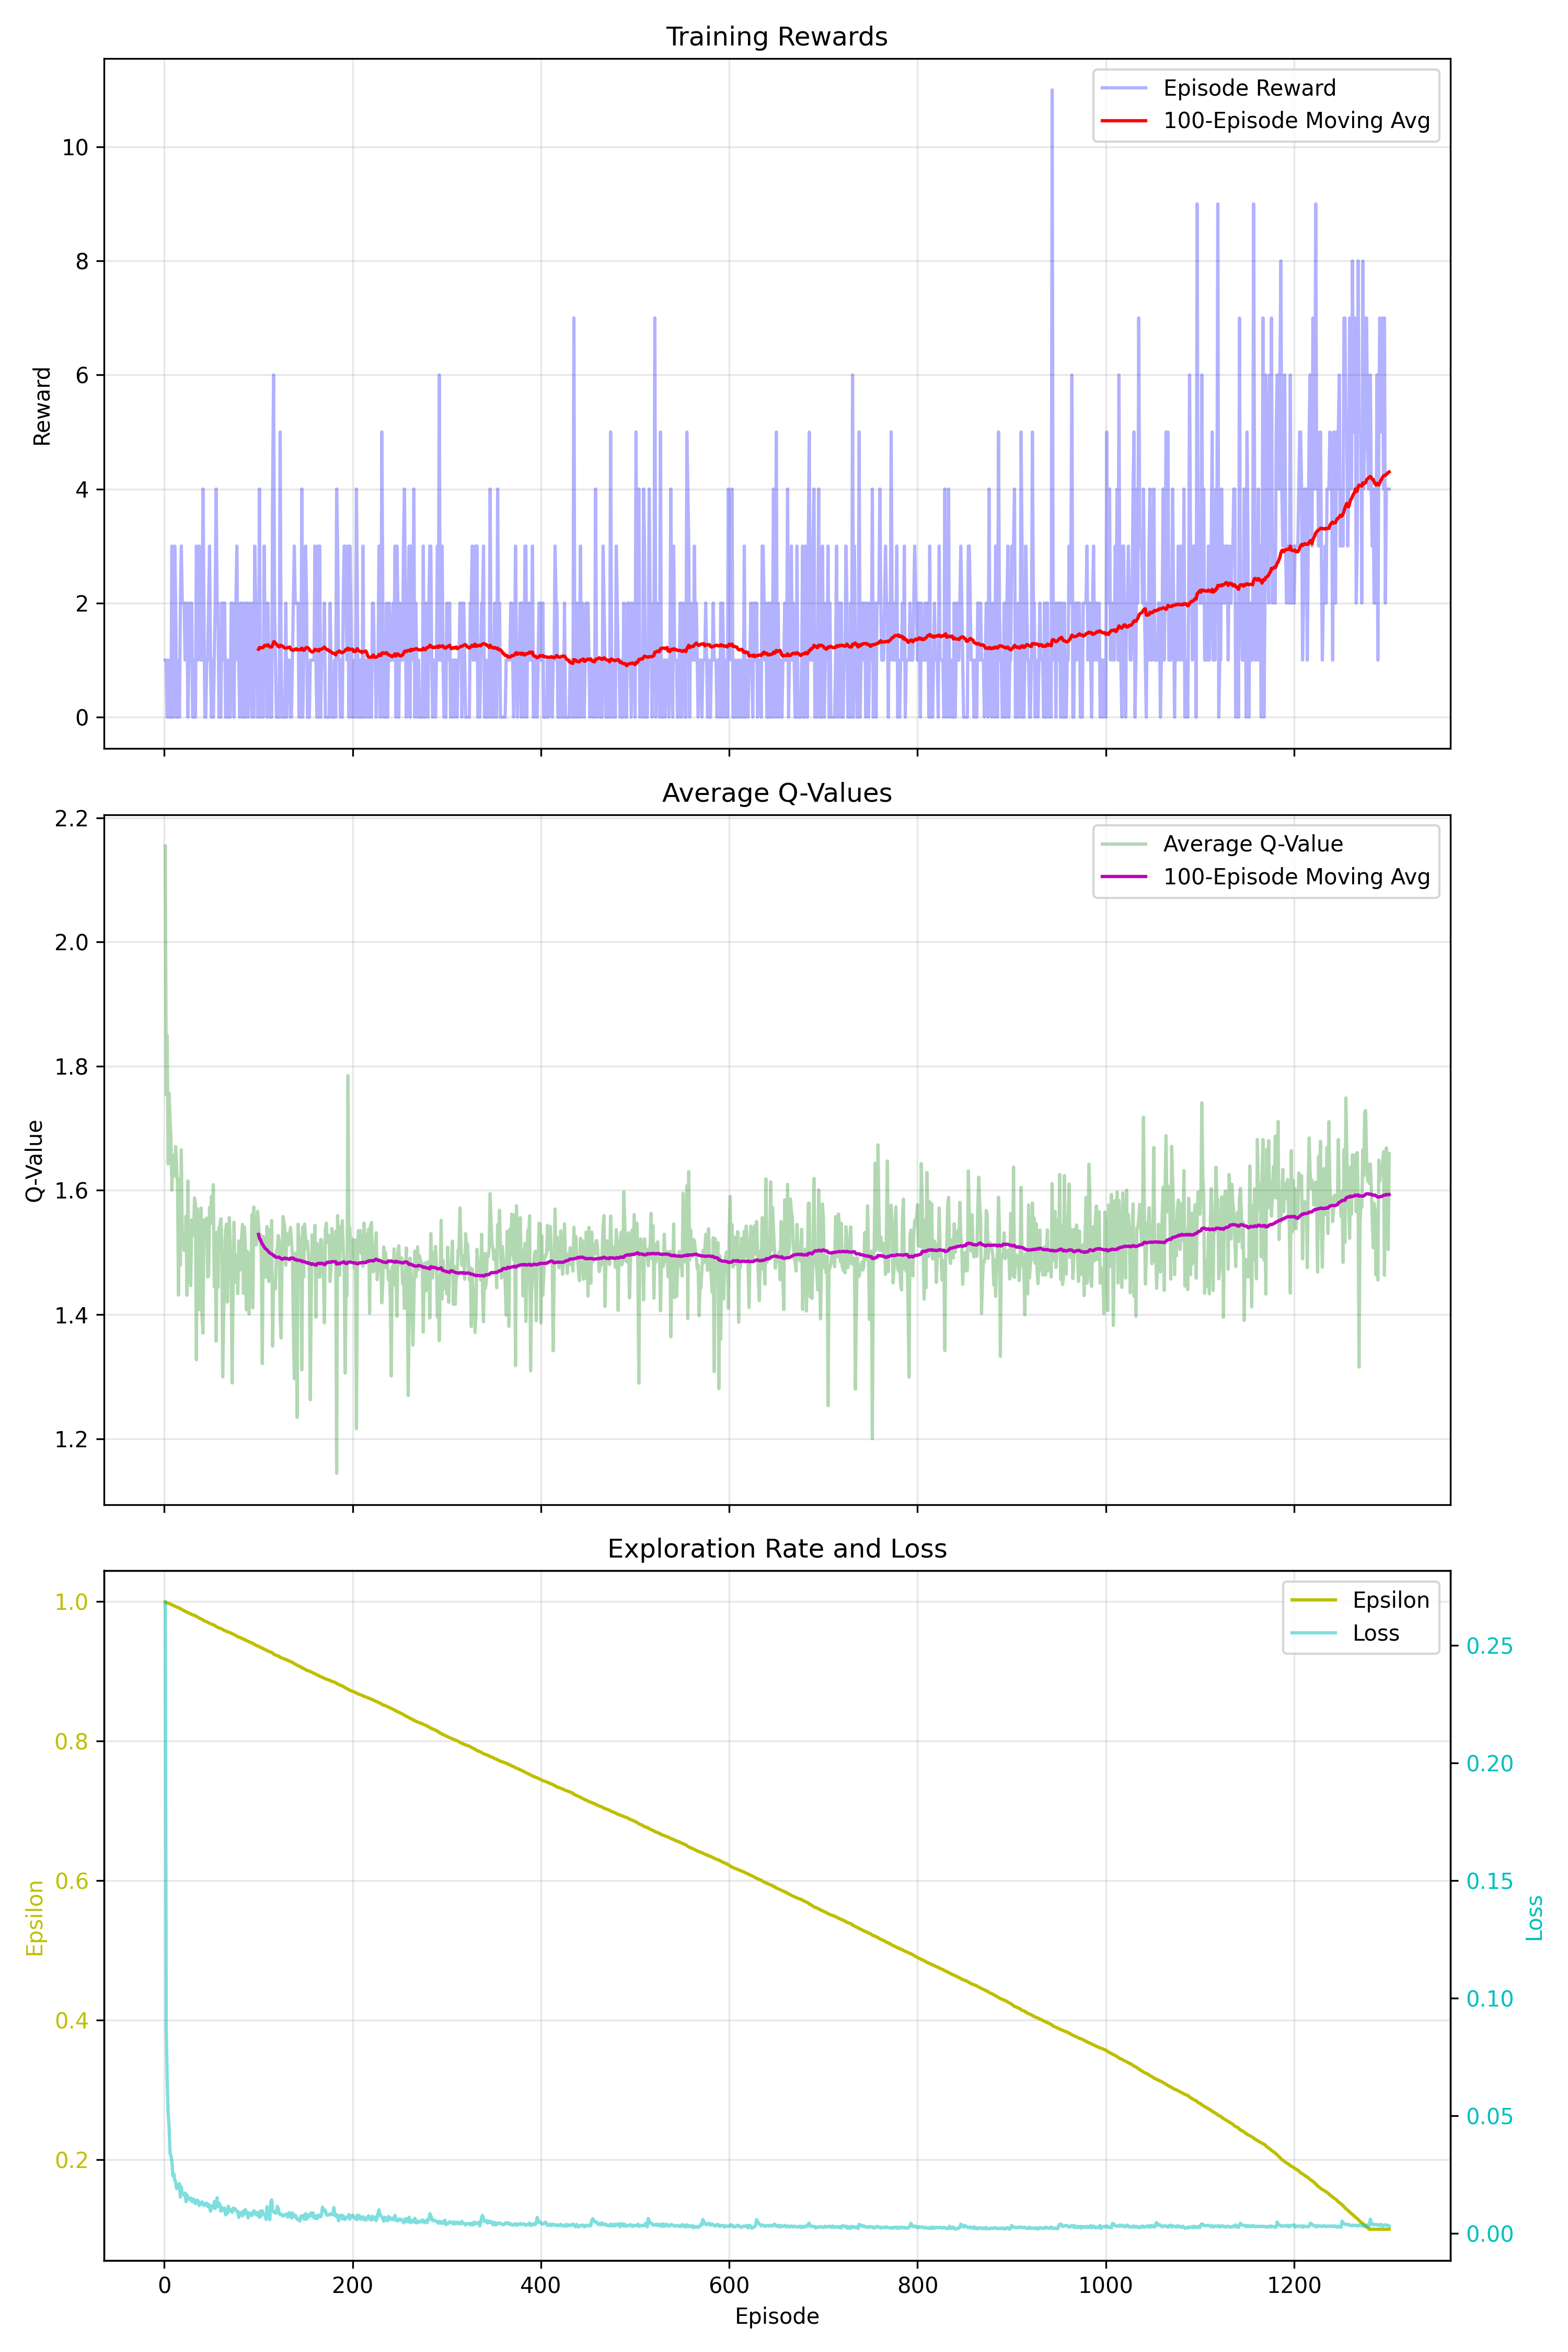 Training Rewards
Episode Reward
100-Episode Moving Avg
10
8
6
4
2
0
Reward
Average Q-Values
Average Q-Value
100-Episode Moving Avg
2.2
2.0
1.8
1.6
1.4
1.2
Q-Value
Exploration Rate and Loss
Epsilon
Loss
1.0
0.8
0.6
0.4
0.2
Epsilon
0.25
0.20
0.15
0.10
0.05
0.00
Loss
0 200 400 600 800 1000 1200
Episode